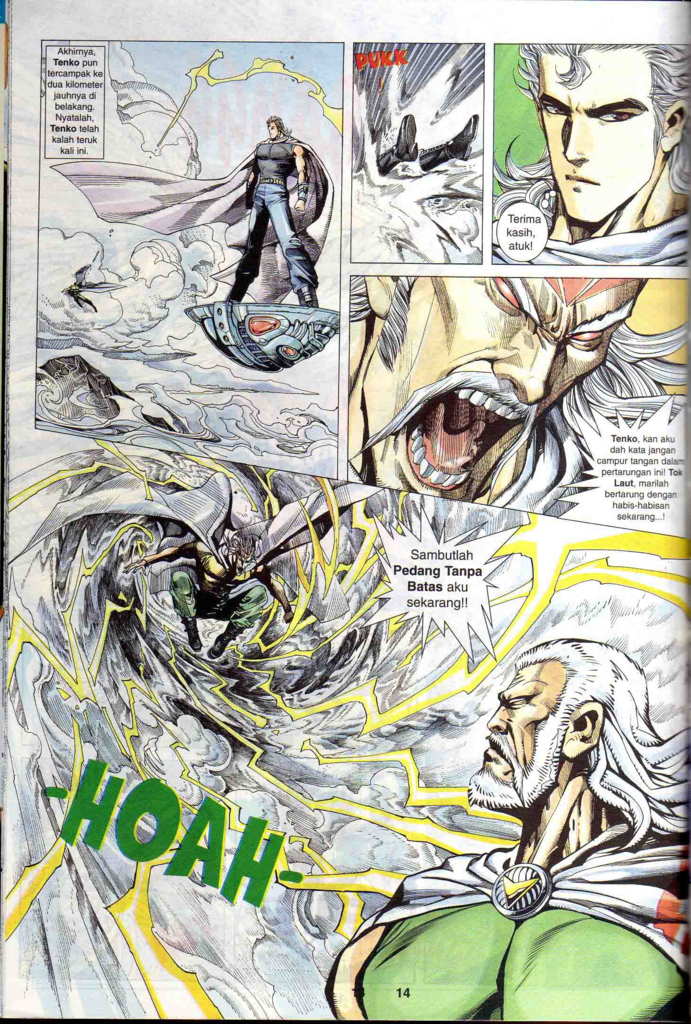 Akhirnya,
Tenko pun
tercampak ke
dua kilometer
jauhnya di
belakang.
Nyatalah,
Tenko telah
kalah teruk
kali ini.
PUKK
!
Terima
kasih,
atuk!
Tenko, kan aku
dah kata jangan
campur tangan dalam
pertarungan ini! Tok
Laut, marilah
bertarung dengan
habis-habisan
sekarang...!
Sambutlah
Pedang Tanpa
Batas aku
sekarang!!
-HOAH-
14